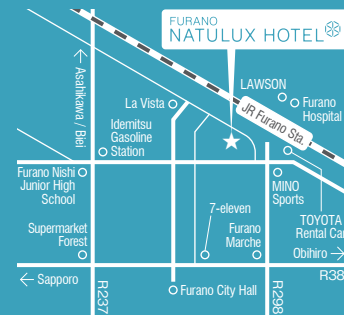 FURANO
NATULUX HOTEL
Asahikawa / Biei
LAWSON
La Vista
Furano
Hospital
JR Furano Sta.
Idemitsu
Gasoline
Station
Furano Nishi
Junior High
School
MINO
Sports
7-eleven
TOYOTA
Rental Car
Supermarket
Forest
Furano
Marche
Obihiro
R38
Sapporo
R237
Furano City Hall
R298